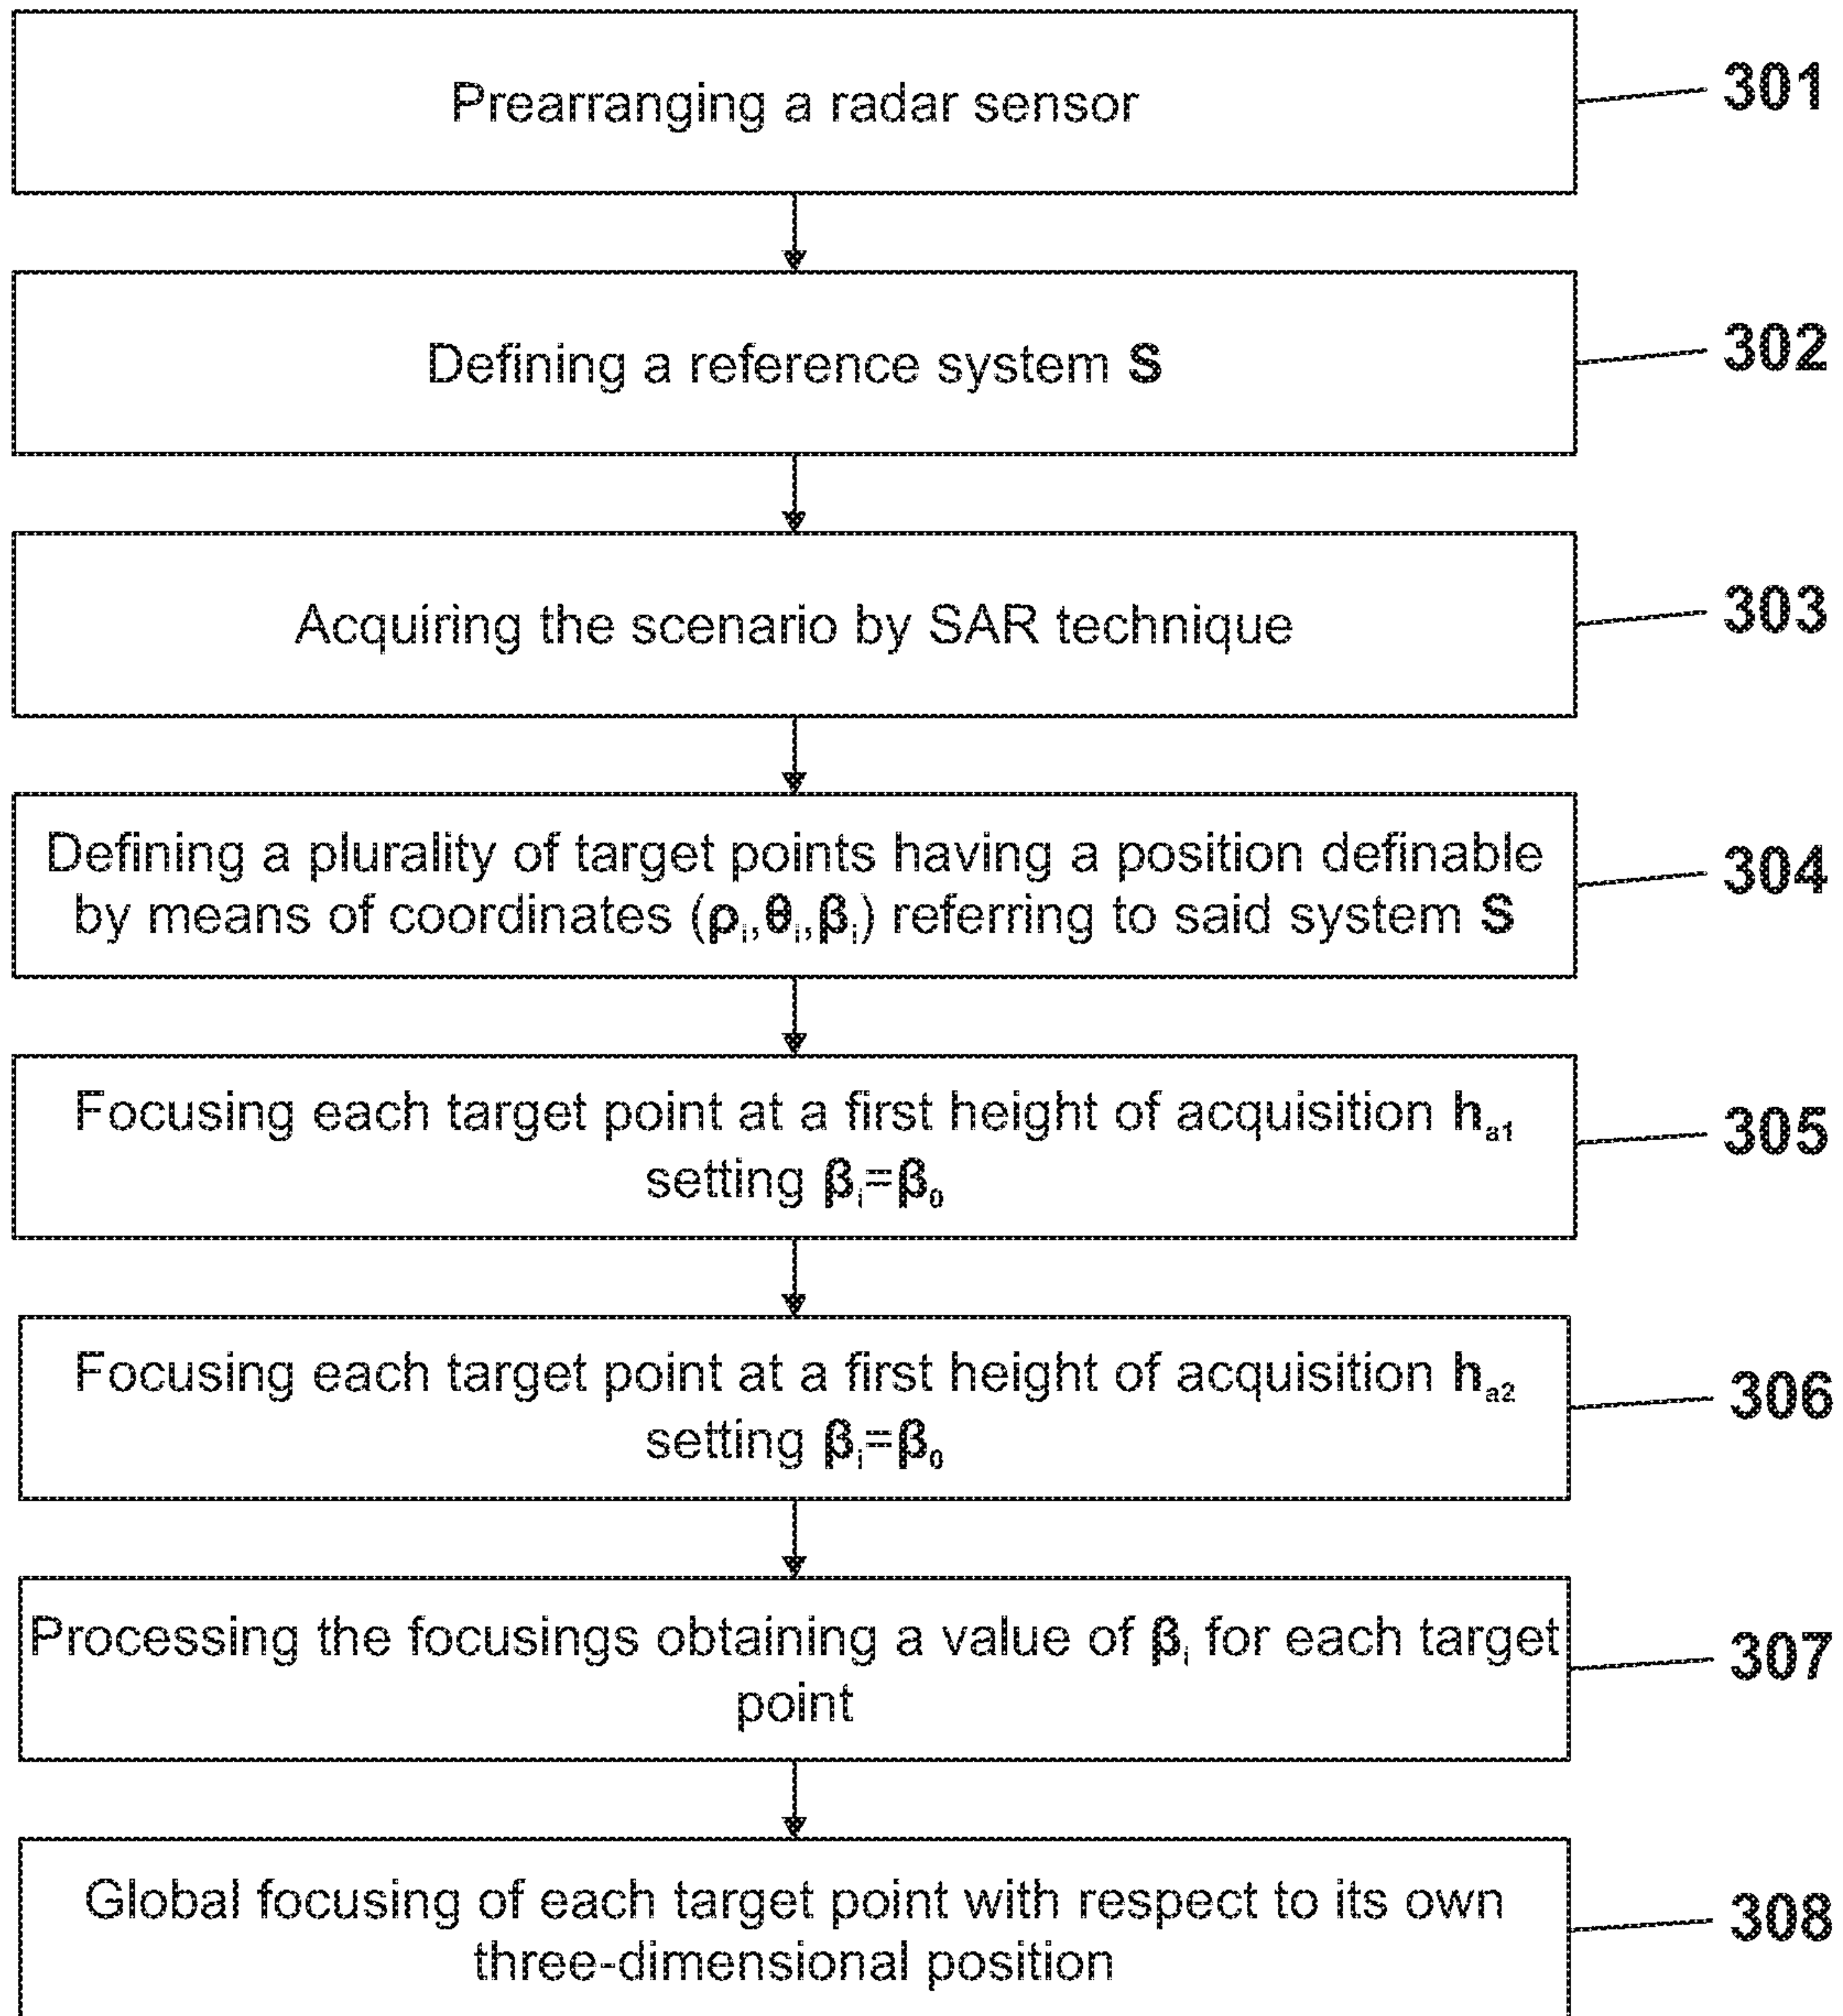 Prearranging a radar sensor
301
Defining a reference system S
302
Acquiring the scenario by SAR technique
303
Defining a plurality of target points having a position definable
by means of coordinates (ρᵢ,θᵢ,βᵢ) referring to said system S
304
Focusing each target point at a first height of acquisition hₐ₁
setting βᵢ=β₀
305
Focusing each target point at a first height of acquisition hₐ₂
setting βᵢ=β₀
306
Processing the focusings obtaining a value of βᵢ for each target
point
307
Global focusing of each target point with respect to its own
three-dimensional position
308